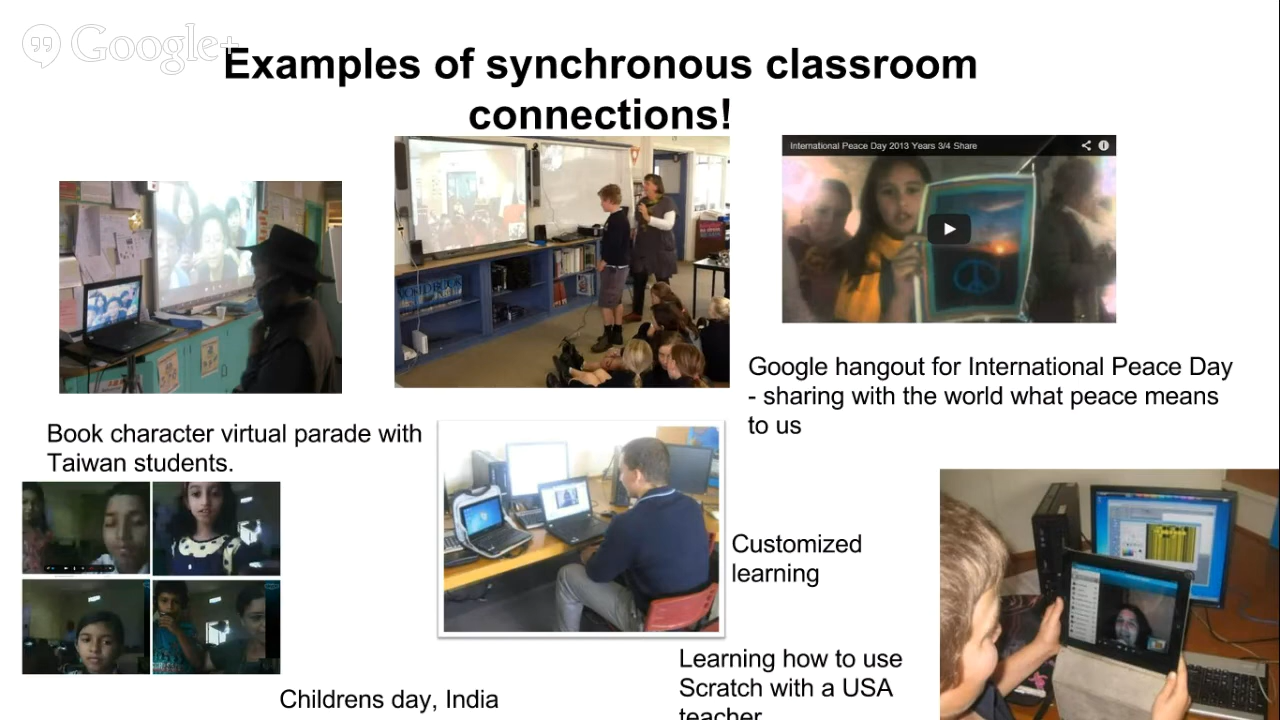 Google+
Examples of synchronous classroom
connections!
International Peace Day 2013 Years 3/4 Share
Google hangout for International Peace Day
- sharing with the world what peace means
to us
Book character virtual parade with
Taiwan students.
WORLD BOOK
Customized
learning
Learning how to use
Scratch with a USA
teacher
Childrens day, India